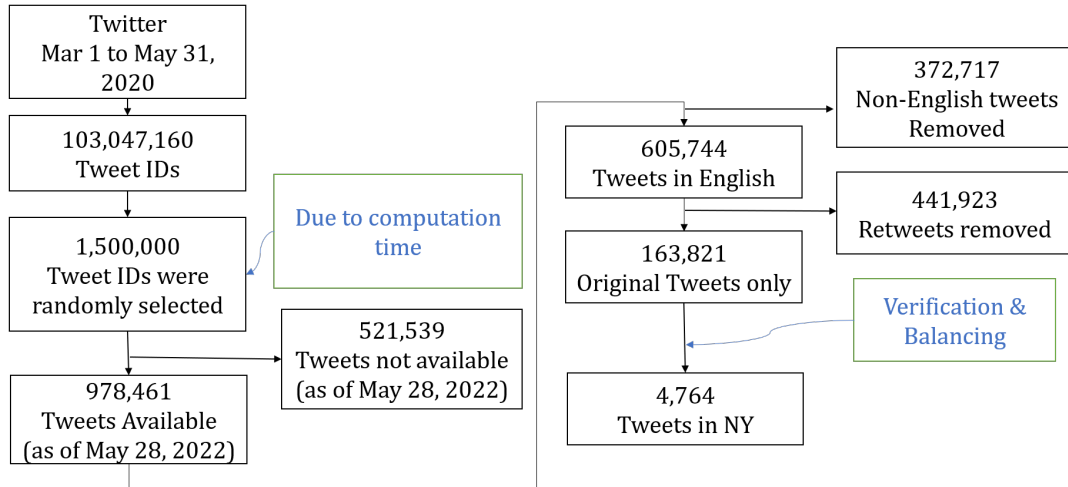 Twitter
Mar 1 to May 31,
2020
103,047,160
Tweet IDs
1,500,000
Tweet IDs were
randomly selected
Due to computation
time
521,539
Tweets not available
(as of May 28, 2022)
978,461
Tweets Available
(as of May 28, 2022)
372,717
Non-English tweets
Removed
605,744
Tweets in English
441,923
Retweets removed
163,821
Original Tweets only
Verification &
Balancing
4,764
Tweets in NY